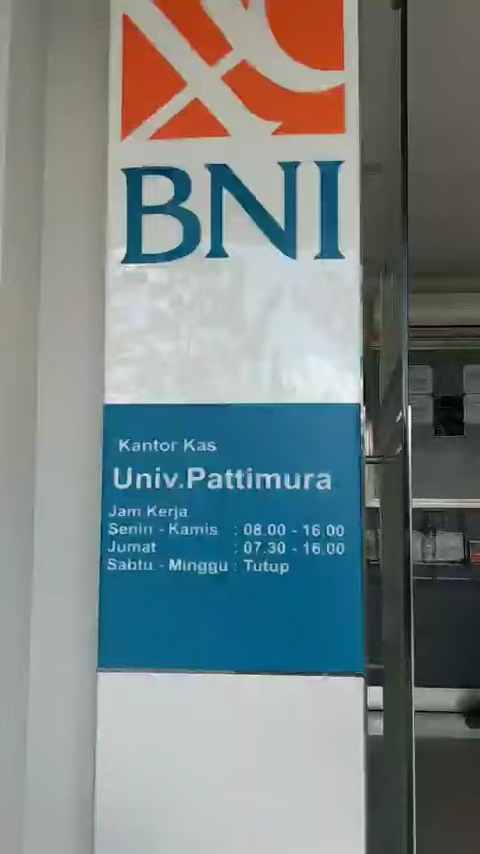 BNI
Kantor Kas
Univ.Pattimura
Jam Kerja
Senin - Kamis : 08.00 - 16.00
Jumat : 07.30 - 16.00
Sabtu - Minggu : Tutup